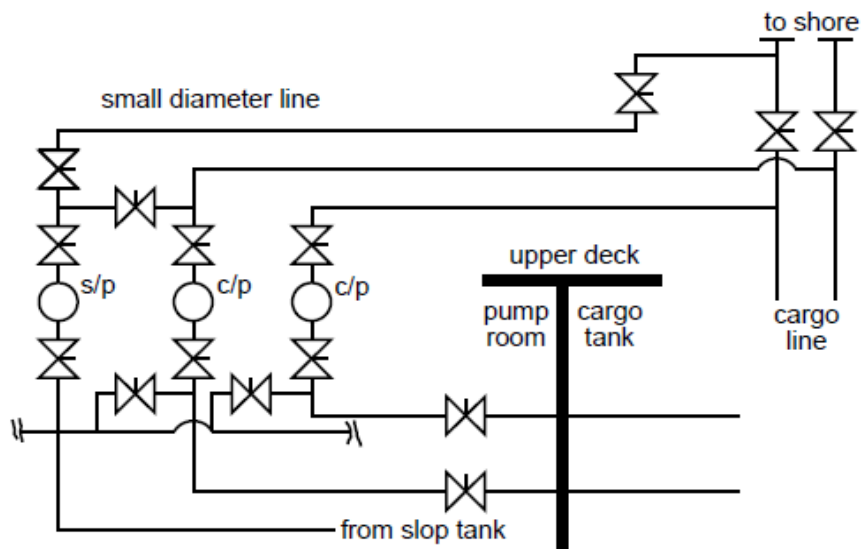 to shore
small diameter line
upper deck
s/p
c/p
c/p
pump
room
cargo
tank
cargo
line
from slop tank